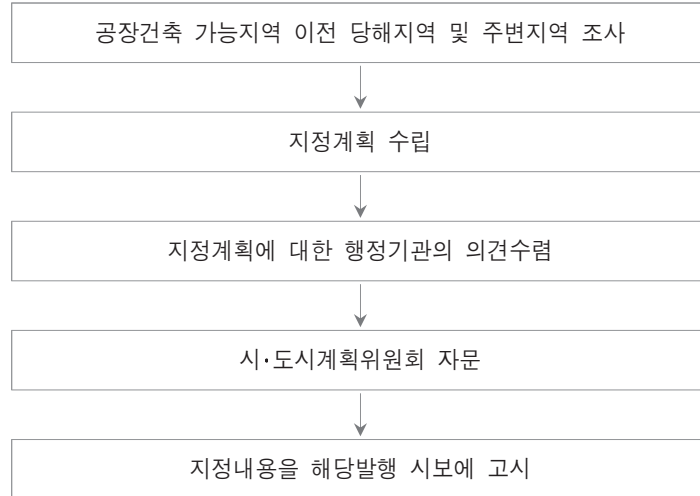 공장건축 가능지역 이전 당해지역 및 주변지역 조사
지정계획 수립
지정계획에 대한 행정기관의 의견수렴
시·도시계획위원회 자문
지정내용을 해당발행 시보에 고시